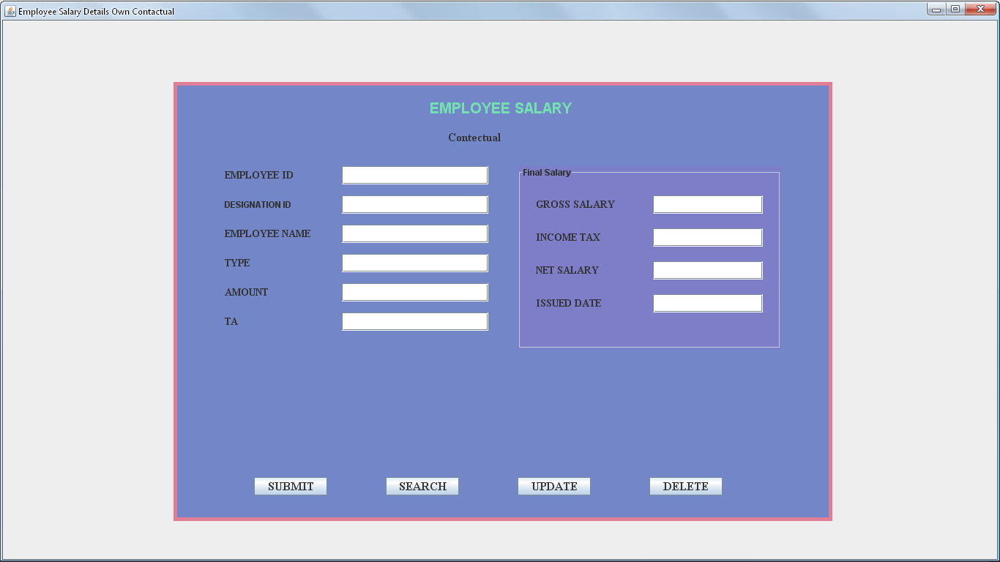 Employee Salary Details Own Contactual
EMPLOYEE SALARY
Contectual
EMPLOYEE ID
DESIGNATION ID
EMPLOYEE NAME
TYPE
AMOUNT
TA
Final Salary
GROSS SALARY
INCOME TAX
NET SALARY
ISSUED DATE
SUBMIT SEARCH UPDATE DELETE